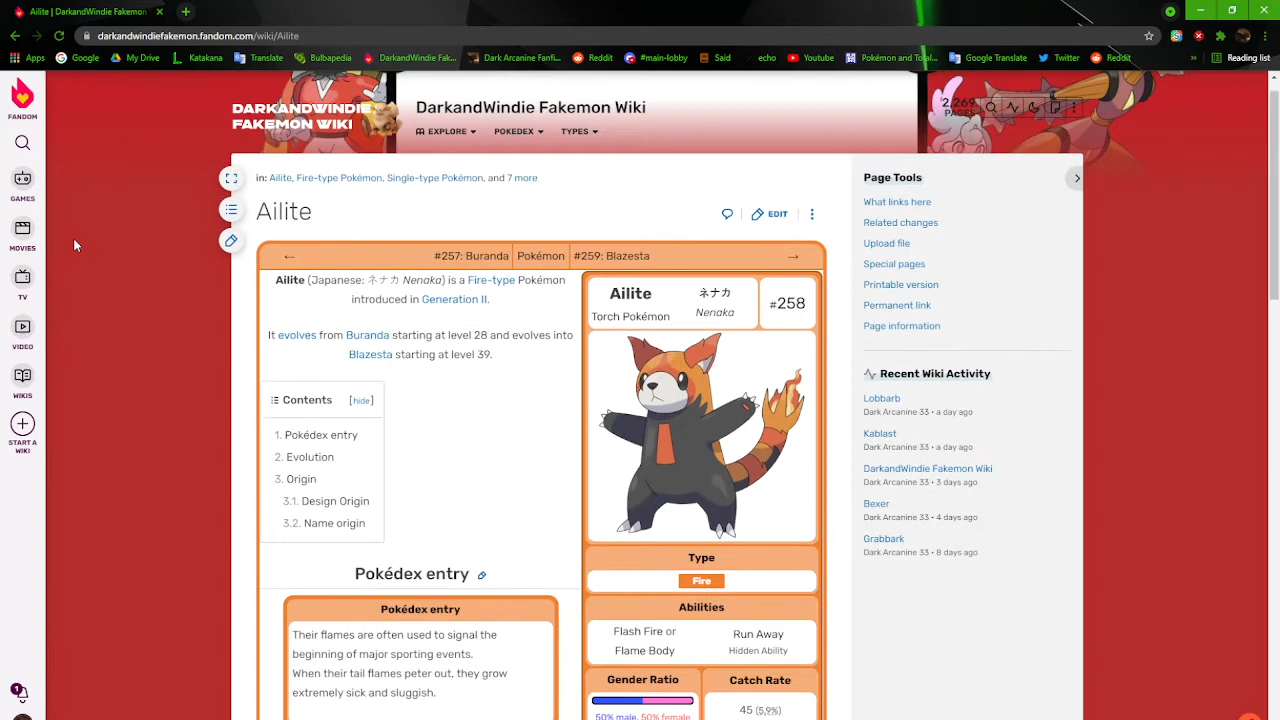 Ailite | DarkandWindie Fakemon
darkandwindiefakemon.fandom.com/wiki/Ailite
Apps Google My Drive Katakana Translate Bulbapedia DarkandWindie Fak... Dark Arcanine Fanfi... Reddit #main-lobby Said echo YouTube Pokémon and Total... Google Translate Twitter Reddit » Reading list
FANDOM
GAMES
MOVIES
TV
VIDEO
WIKIS
START A
WIKI
1
DARKANDWINDIE
FAKEMON WIKI
DarkandWindie Fakemon Wiki
EXPLORE POKEDEX TYPES
2,269
PAGES
in: Ailite, Fire-type Pokémon, Single-type Pokémon, and 7 more
Ailite
EDIT
← #257: Buranda Pokémon #259: Blazesta →
Ailite (Japanese: ネナカ Nenaka) is a Fire-type Pokémon
introduced in Generation II.
It evolves from Buranda starting at level 28 and evolves into
Blazesta starting at level 39.
Contents [hide]
1. Pokédex entry
2. Evolution
3. Origin
3.1. Design Origin
3.2. Name origin
Pokédex entry
Pokédex entry
Their flames are often used to signal the
beginning of major sporting events.
When their tail flames peter out, they grow
extremely sick and sluggish.
Ailite ネナカ #258
Torch Pokémon Nenaka
Type
Fire
Abilities
Flash Fire or
Flame Body
Run Away
Hidden Ability
Gender Ratio
50% male, 50% female
Catch Rate
45 (5.9%)
Page Tools
What links here
Related changes
Upload file
Special pages
Printable version
Permanent link
Page information
Recent Wiki Activity
Lobbarb
Dark Arcanine 33 • a day ago
Kablast
Dark Arcanine 33 • a day ago
DarkandWindie Fakemon Wiki
Dark Arcanine 33 • 3 days ago
Bexer
Dark Arcanine 33 • 4 days ago
Grabbark
Dark Arcanine 33 • 8 days ago